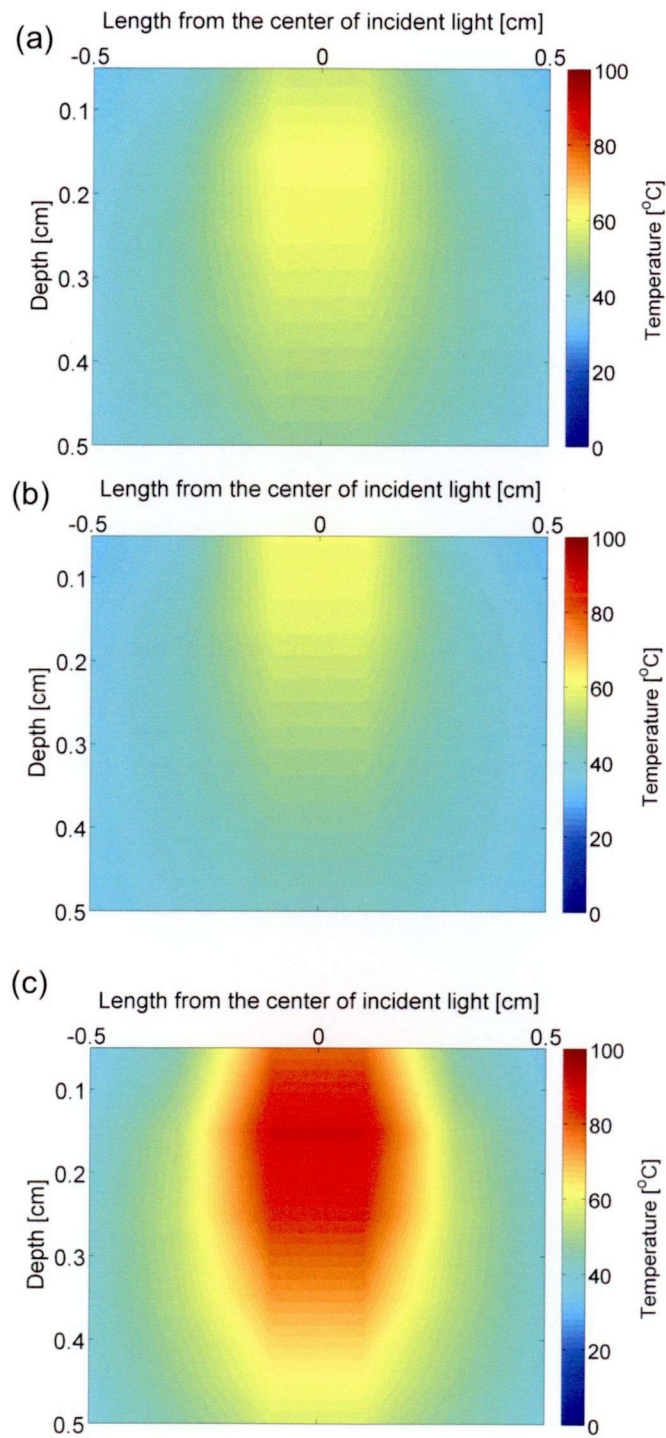 (a)
Length from the center of incident light [cm]
-0.5 0 0.5
0.1
0.2
0.3
0.4
0.5
Depth [cm]
100
80
60
40
20
0
Temperature [°C]
(b)
Length from the center of incident light [cm]
-0.5 0 0.5
0.1
0.2
0.3
0.4
0.5
Depth [cm]
100
80
60
40
20
0
Temperature [°C]
(c)
Length from the center of incident light [cm]
-0.5 0 0.5
0.1
0.2
0.3
0.4
0.5
Depth [cm]
100
80
60
40
20
0
Temperature [°C]